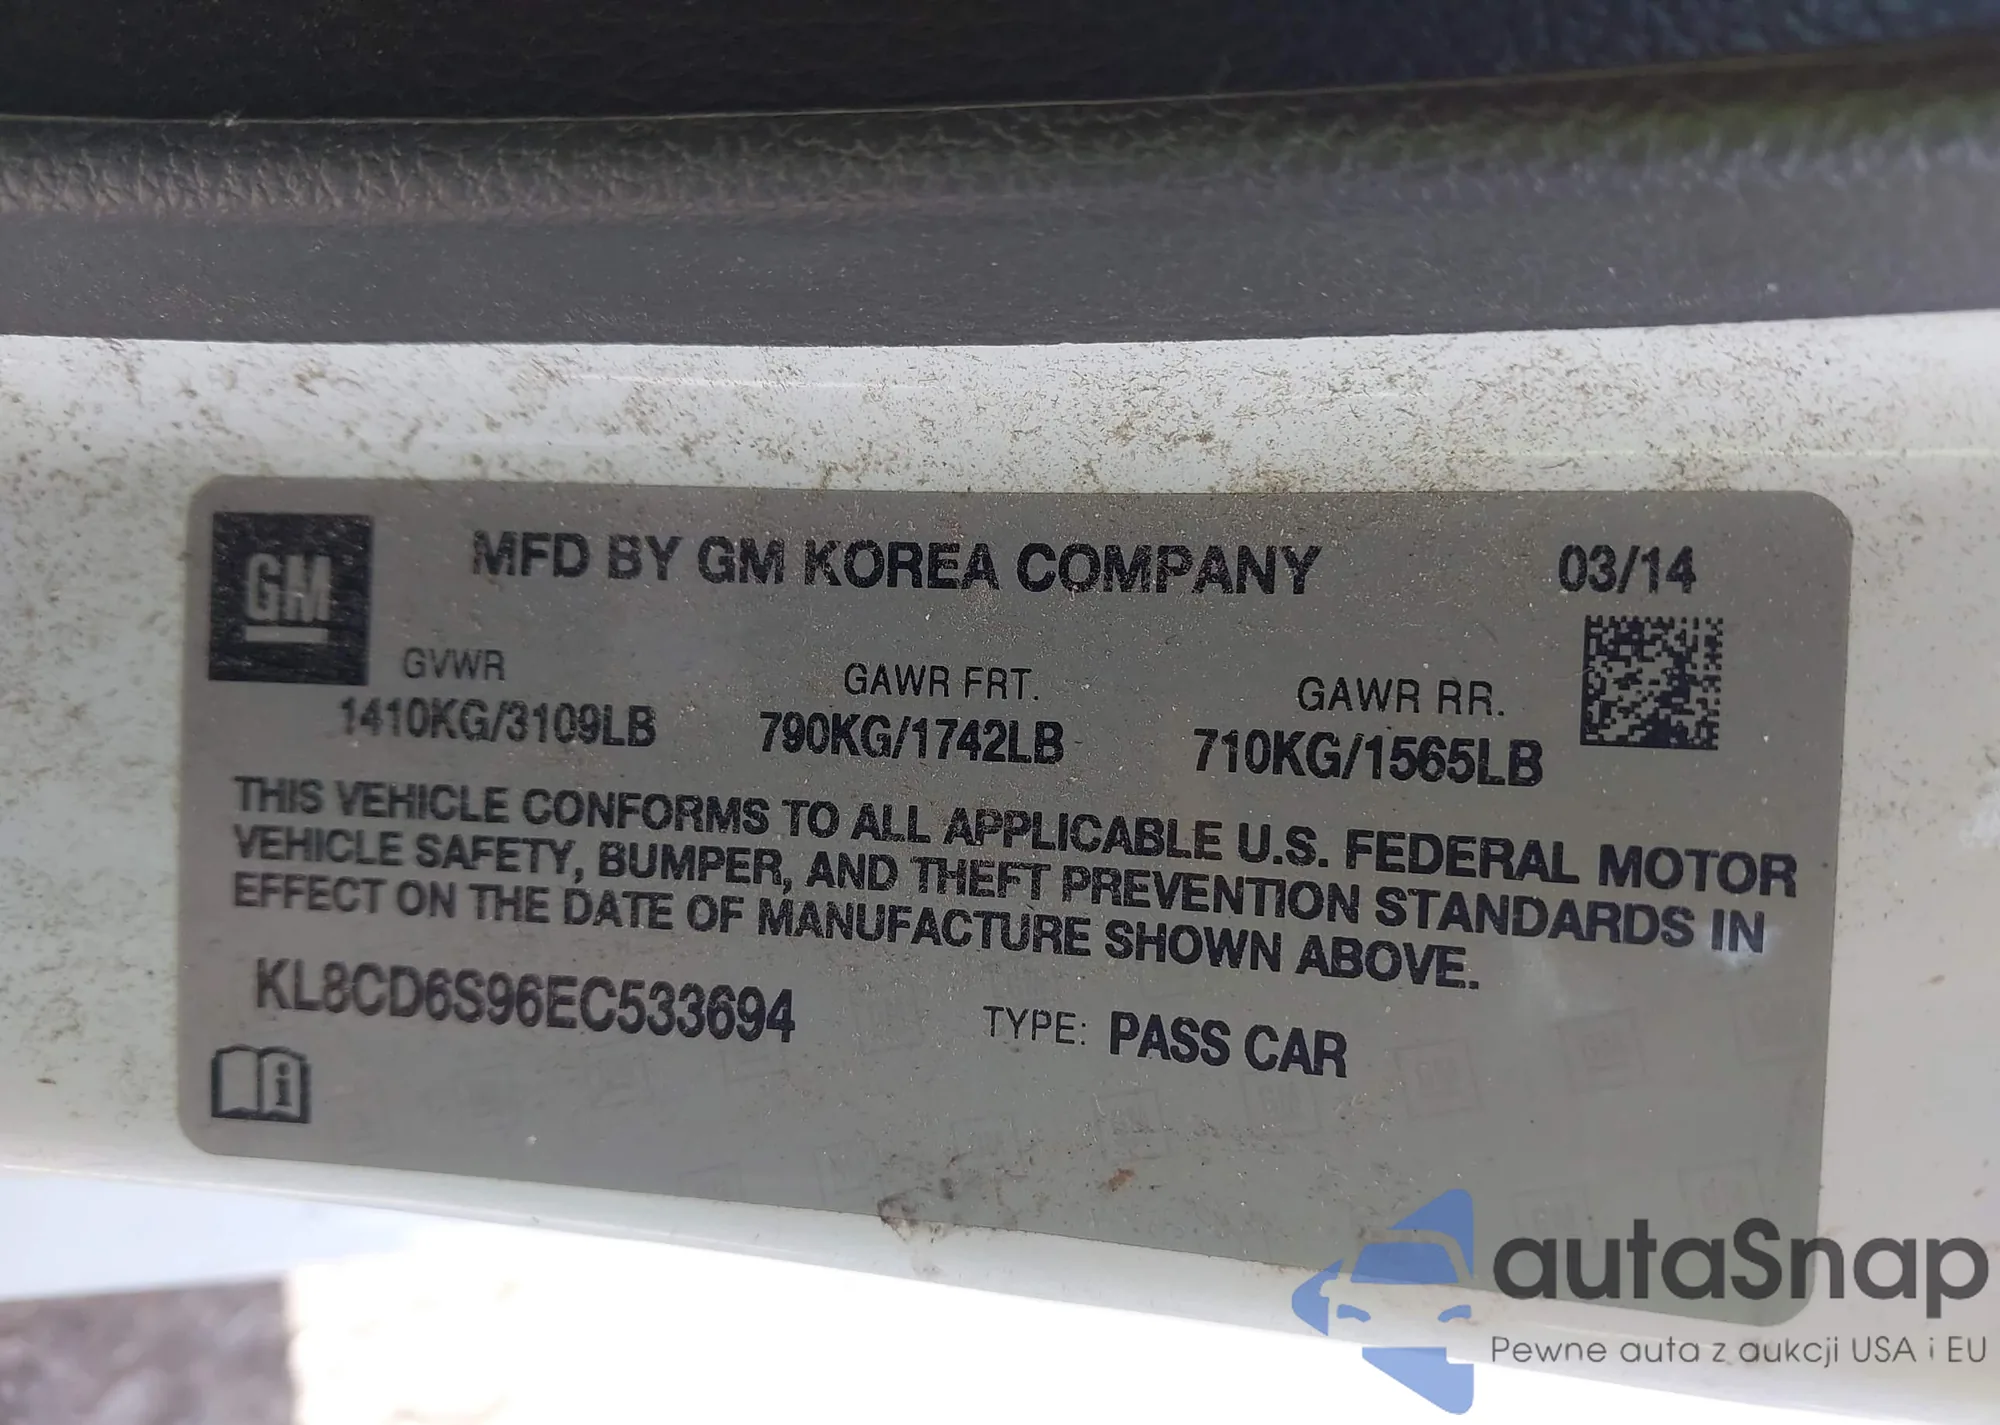 GM
MFD BY GM KOREA COMPANY 03/14
GVWR GAWR FRT. GAWR RR.
1410KG/3109LB 790KG/1742LB 710KG/1565LB
THIS VEHICLE CONFORMS TO ALL APPLICABLE U.S. FEDERAL MOTOR
VEHICLE SAFETY, BUMPER, AND THEFT PREVENTION STANDARDS IN
EFFECT ON THE DATE OF MANUFACTURE SHOWN ABOVE.
KL8CD6S96EC533694 TYPE: PASS CAR
autaSnap
Pewne auta z aukcji USA i EU